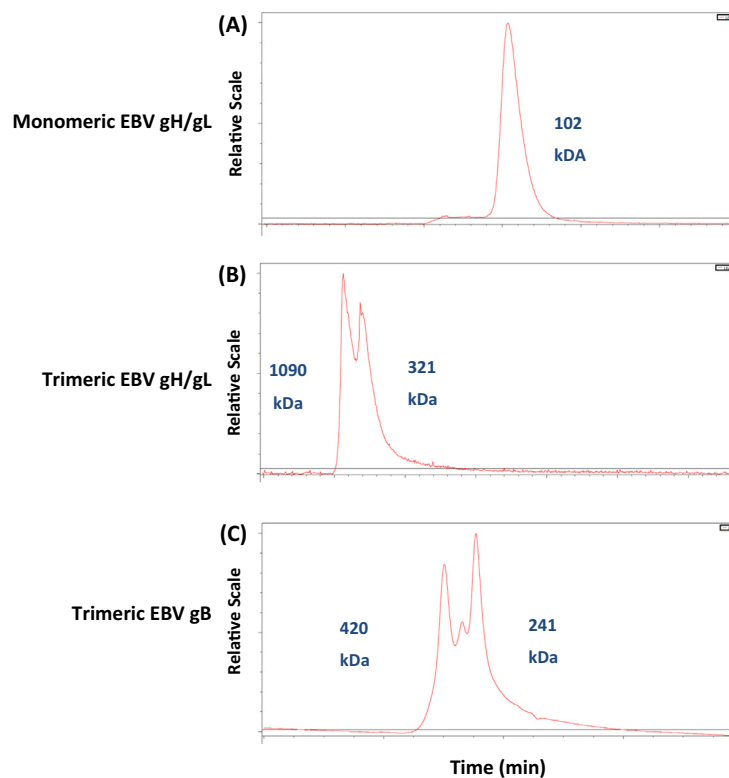 (A)
Monomeric EBV gH/gL
Relative Scale
102
kDA
(B)
Trimeric EBV gH/gL
Relative Scale
1090
kDa
321
kDa
(C)
Trimeric EBV gB
Relative Scale
420
kDa
241
kDa
Time (min)